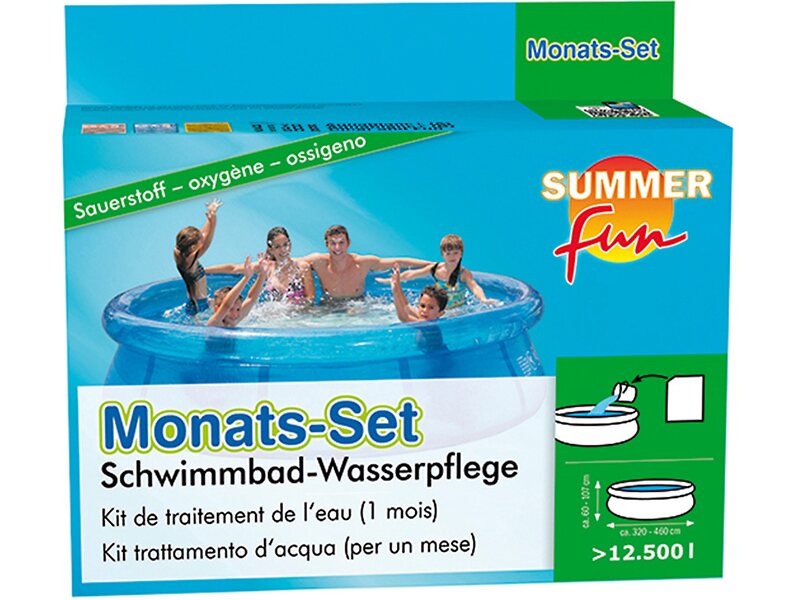 Monats-Set
Sauerstoff – oxygène – ossigeno
SUMMER
fun
Monats-Set
Schwimmbad-Wasserpflege
Kit de traitement de l'eau (1 mois)
Kit trattamento d'acqua (per un mese)
ca. 60 - 107 cm
ca. 320 - 460 cm
>12.500 l